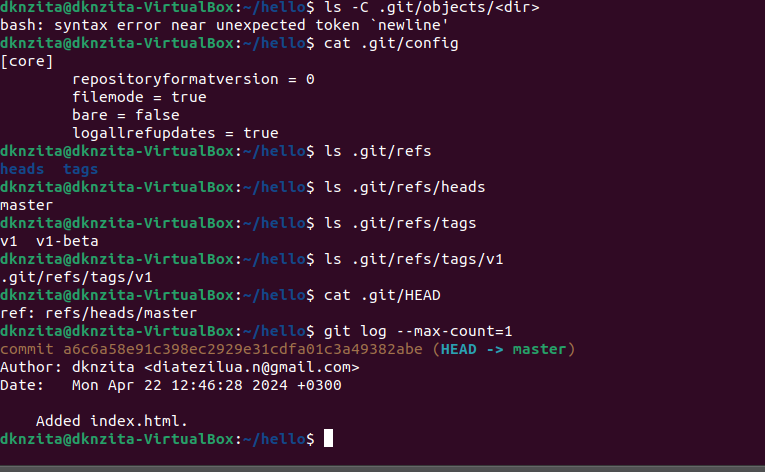 dknzita@dknzita-VirtualBox:~/hello$ ls -C .git/objects/<dir>
bash: syntax error near unexpected token `newline'
dknzita@dknzita-VirtualBox:~/hello$ cat .git/config
[core]
        repositoryformatversion = 0
        filemode = true
        bare = false
        logallrefupdates = true
dknzita@dknzita-VirtualBox:~/hello$ ls .git/refs
heads  tags
dknzita@dknzita-VirtualBox:~/hello$ ls .git/refs/heads
master
dknzita@dknzita-VirtualBox:~/hello$ ls .git/refs/tags
v1  v1-beta
dknzita@dknzita-VirtualBox:~/hello$ ls .git/refs/tags/v1
.git/refs/tags/v1
dknzita@dknzita-VirtualBox:~/hello$ cat .git/HEAD
ref: refs/heads/master
dknzita@dknzita-VirtualBox:~/hello$ git log --max-count=1
commit a6c6a58e91c398ec2929e31cdfa01c3a49382abe (HEAD -> master)
Author: dknzita <diatezilua.n@gmail.com>
Date:   Mon Apr 22 12:46:28 2024 +0300
    Added index.html.
dknzita@dknzita-VirtualBox:~/hello$